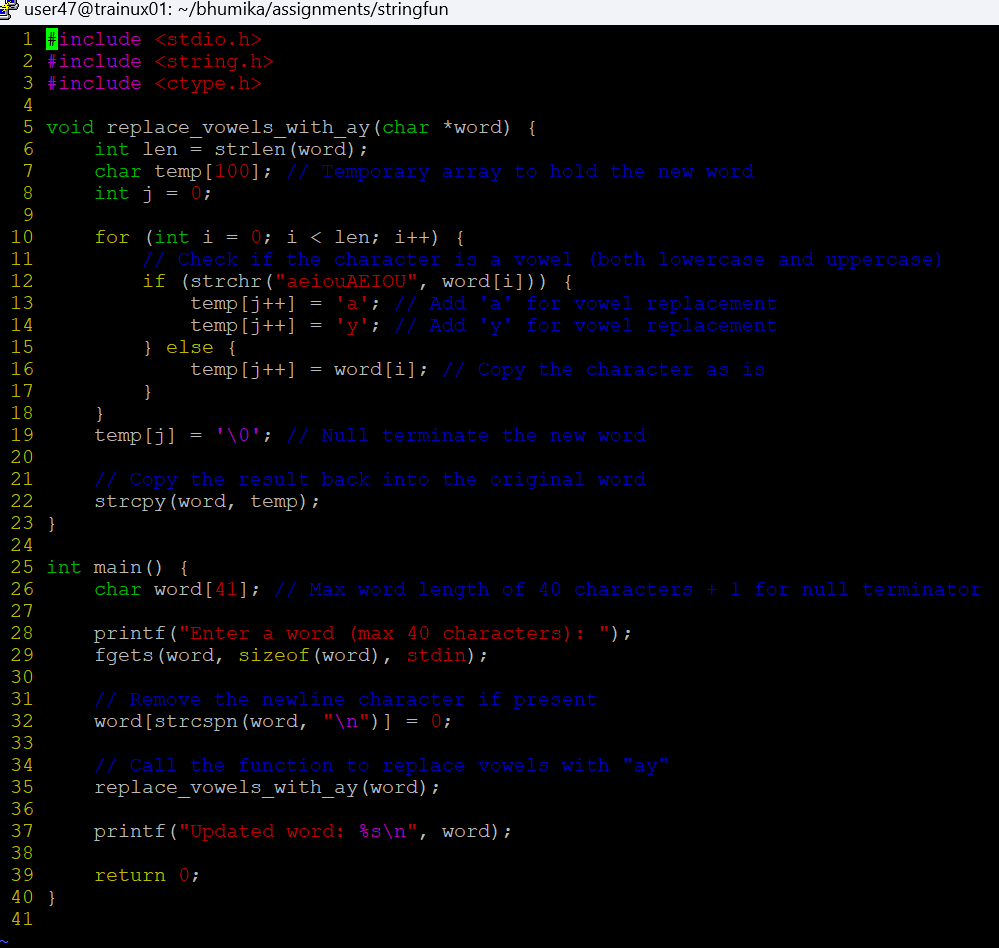 user47@trainux01: ~/bhumika/assignments/stringfun
1 #include <stdio.h>
2 #include <string.h>
3 #include <ctype.h>
4
5 void replace_vowels_with_ay(char *word) {
6     int len = strlen(word);
7     char temp[100]; // Temporary array to hold the new word
8     int j = 0;
9
10     for (int i = 0; i < len; i++) {
11         // Check if the character is a vowel (both lowercase and uppercase)
12         if (strchr("aeiouAEIOU", word[i])) {
13             temp[j++] = 'a'; // Add 'a' for vowel replacement
14             temp[j++] = 'y'; // Add 'y' for vowel replacement
15         } else {
16             temp[j++] = word[i]; // Copy the character as is
17         }
18     }
19     temp[j] = '\0'; // Null terminate the new word
20
21     // Copy the result back into the original word
22     strcpy(word, temp);
23 }
24
25 int main() {
26     char word[41]; // Max word length of 40 characters + 1 for null terminator
27
28     printf("Enter a word (max 40 characters): ");
29     fgets(word, sizeof(word), stdin);
30
31     // Remove the newline character if present
32     word[strcspn(word, "\n")] = 0;
33
34     // Call the function to replace vowels with "ay"
35     replace_vowels_with_ay(word);
36
37     printf("Updated word: %s\n", word);
38
39     return 0;
40 }
41
~